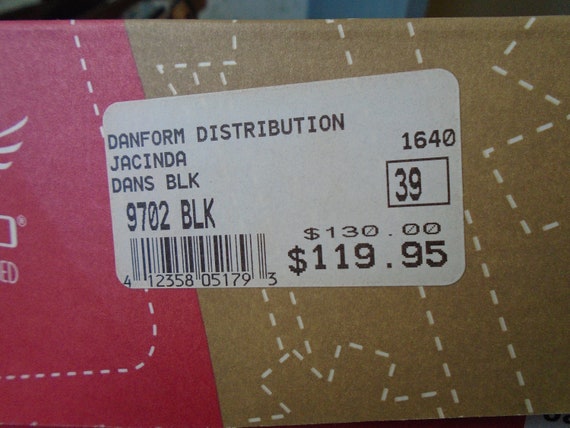 DANFORM DISTRIBUTION
JACINDA 1640
DANS BLK 39
9702 BLK
$130.00
$119.95
4 12358 05179 3